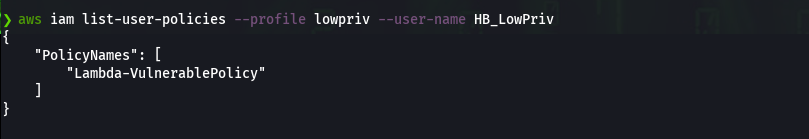 ❯ aws iam list-user-policies --profile lowpriv --user-name HB_LowPriv
{
    "PolicyNames": [
        "Lambda-VulnerablePolicy"
    ]
}